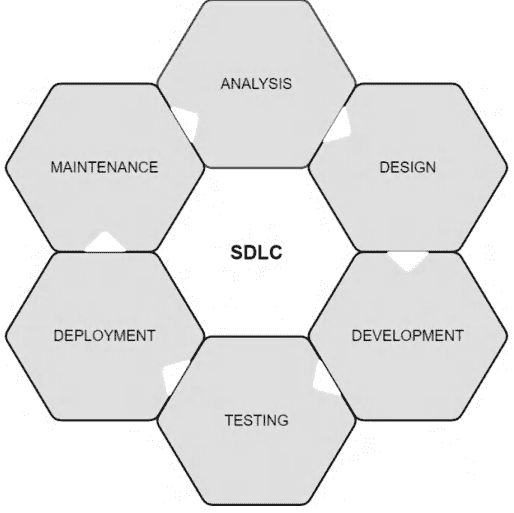 ANALYSIS
MAINTENANCE
DESIGN
SDLC
DEPLOYMENT
DEVELOPMENT
TESTING